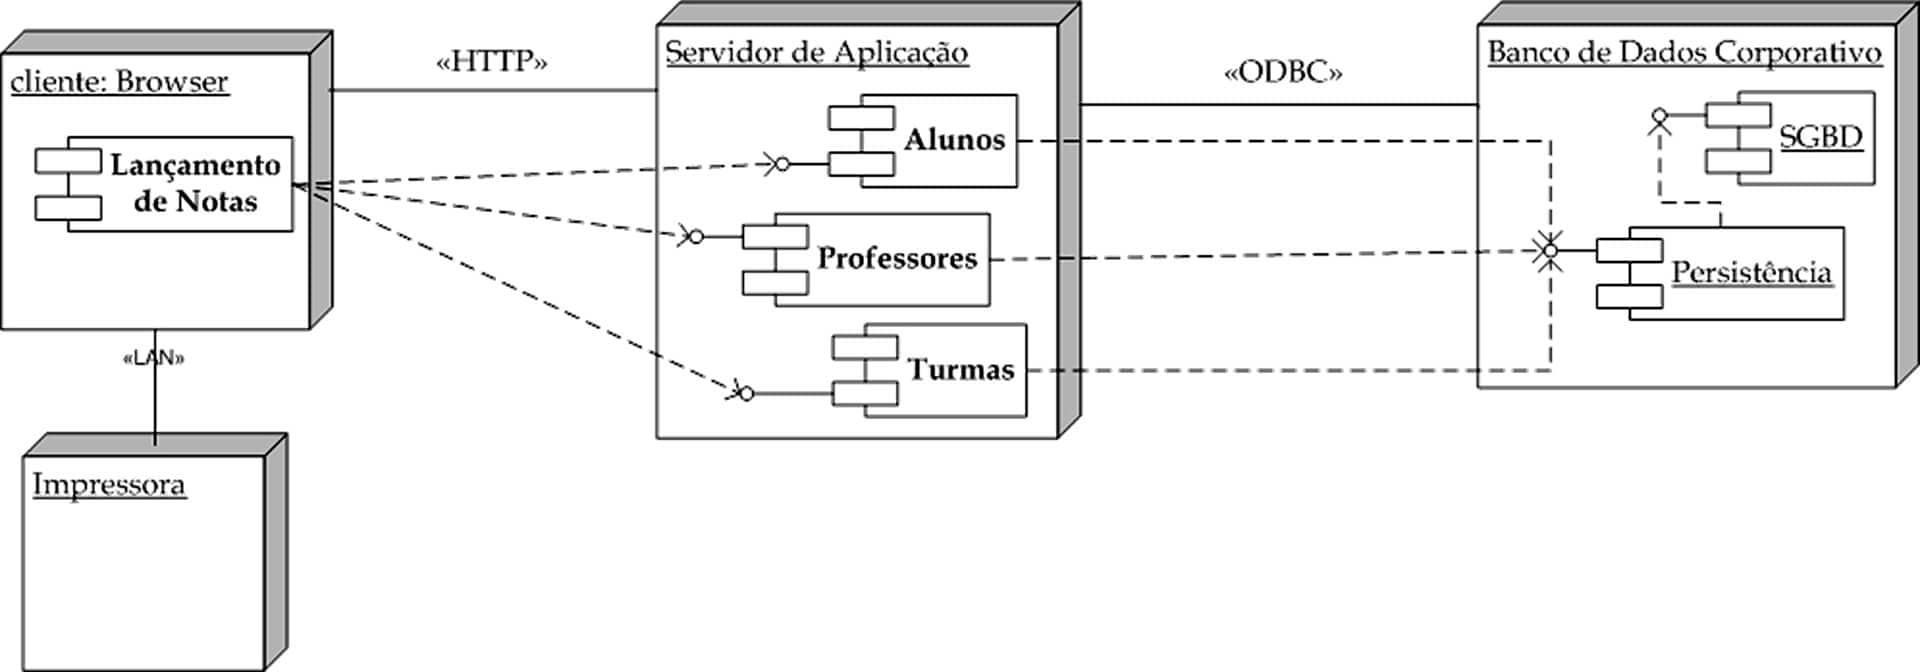 cliente: Browser
Lançamento
de Notas
«HTTP»
«LAN»
Impressora
Servidor de Aplicação
Alunos
Professores
Turmas
«ODBC»
Banco de Dados Corporativo
SGBD
Persistência